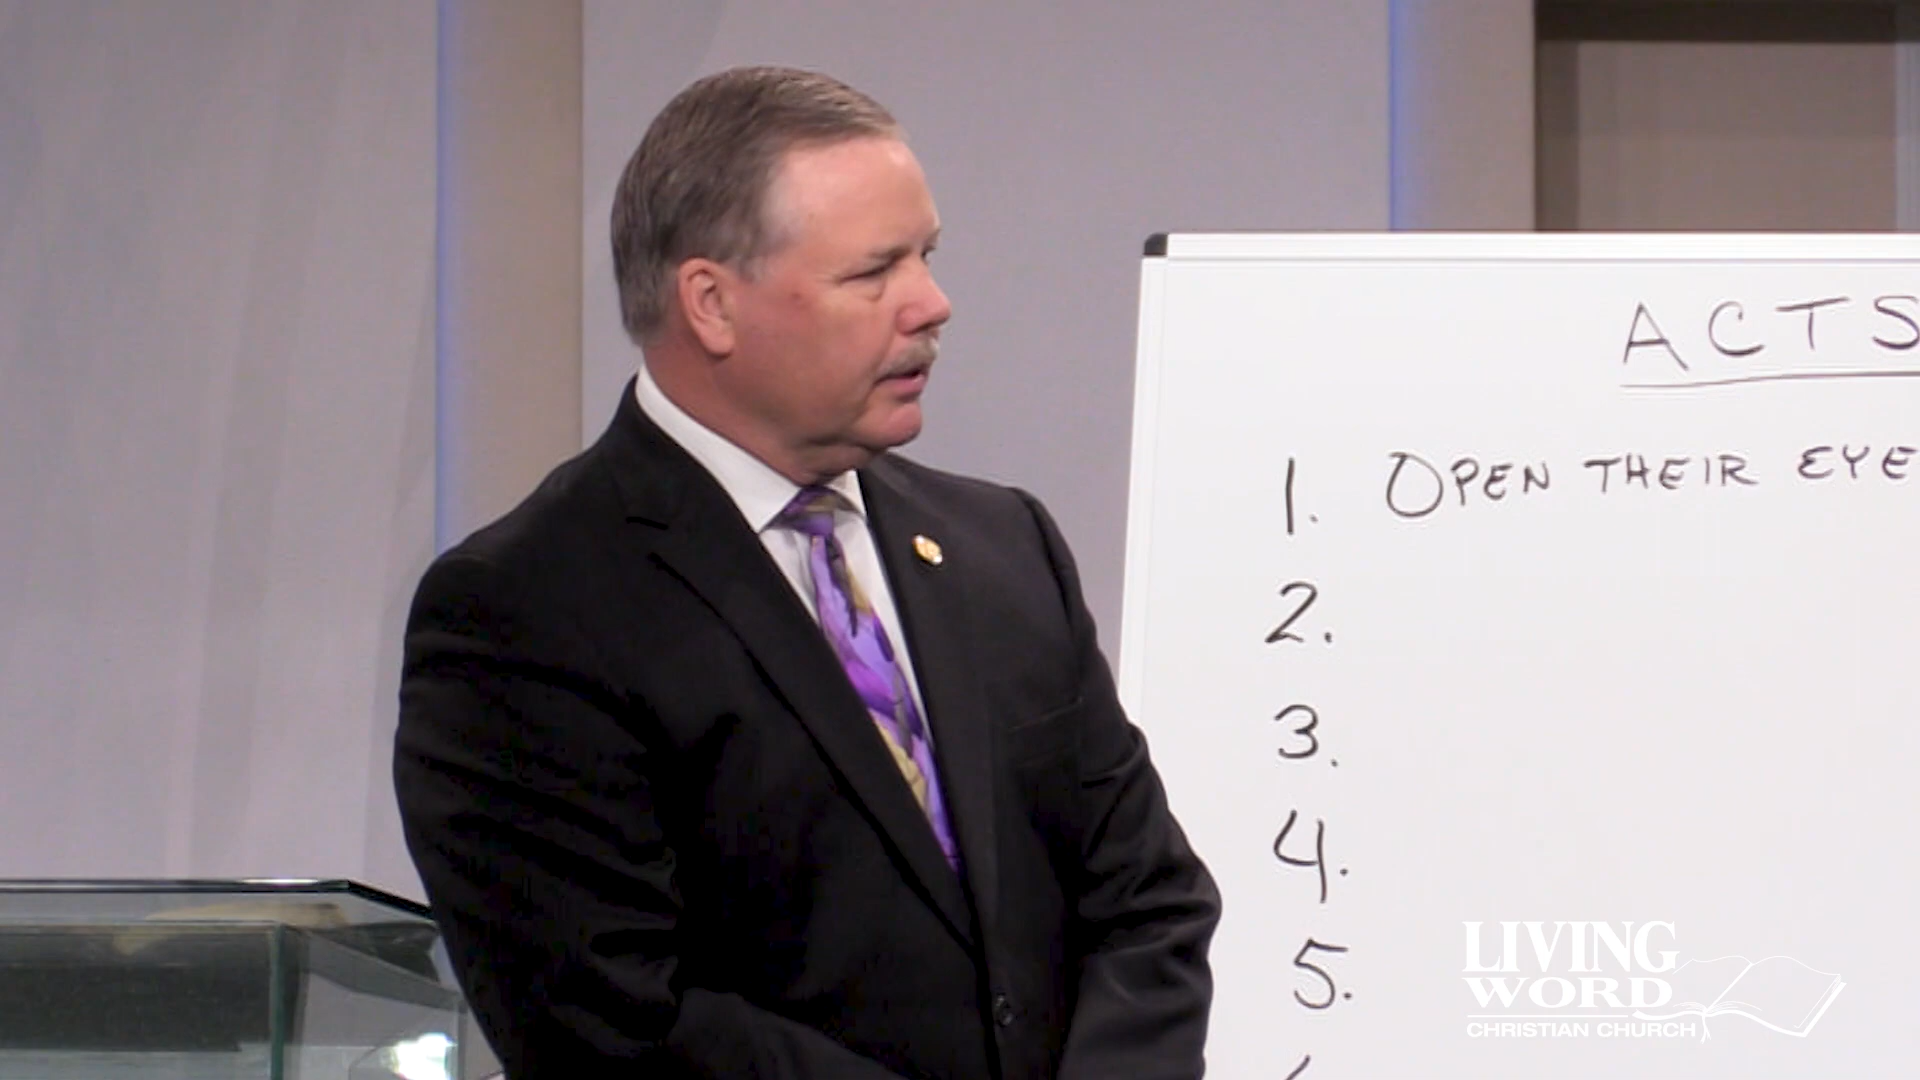 ACTS
1. OPEN THEIR EYE
2.
3.
4.
5.
LIVING
WORD
CHRISTIAN CHURCH